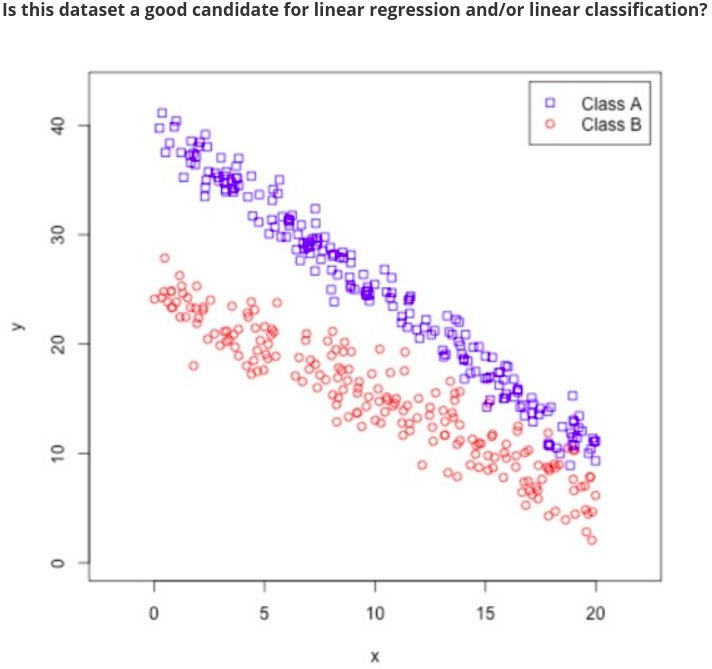 Is this dataset a good candidate for linear regression and/or linear classification?
Class A
Class B
40
30
20
10
0
y
0 5 10 15 20
x